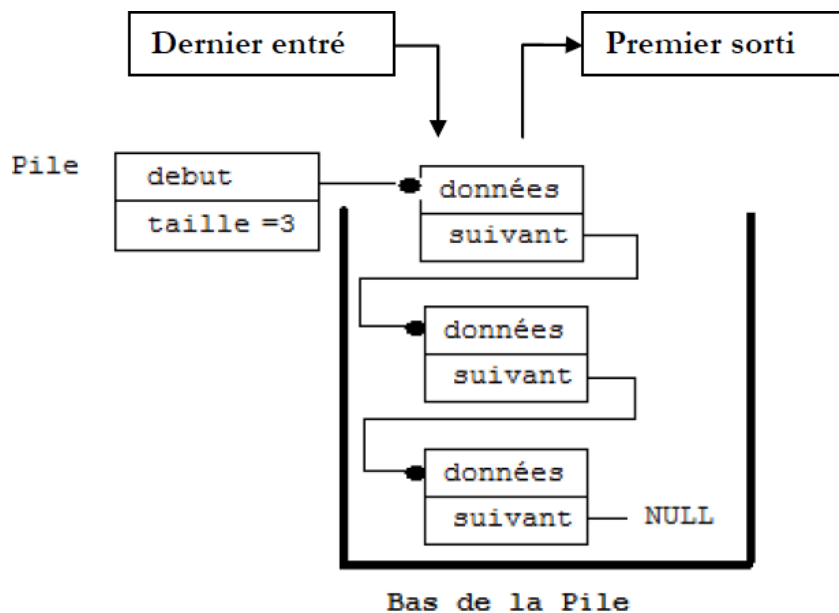 Dernier entré
Premier sorti
Pile
debut
taille =3
données
suivant
données
suivant
données
suivant
NULL
Bas de la Pile